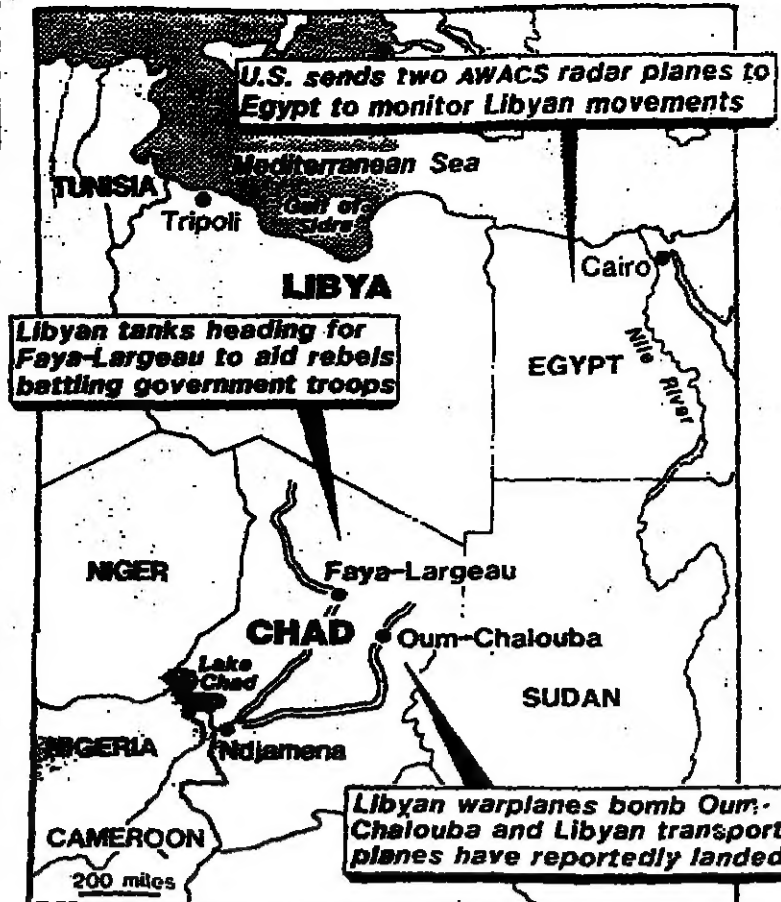 U.S. sends two AWACS radar planes to
Egypt to monitor Libyan movements
Mediterranean Sea
TUNISIA
Gulf of
Sidra
Tripoli
Cairo
LIBYA
Libyan tanks heading for
Faya-Largeau to aid rebels
battling government troops
EGYPT
Nile River
NIGER
Faya-Largeau
CHAD
Oum-Chalouba
Lake
Chad
SUDAN
NIGERIA
Ndjamena
Libyan warplanes bomb Oum-
Chalouba and Libyan transport
planes have reportedly landed
CAMEROON
200 miles